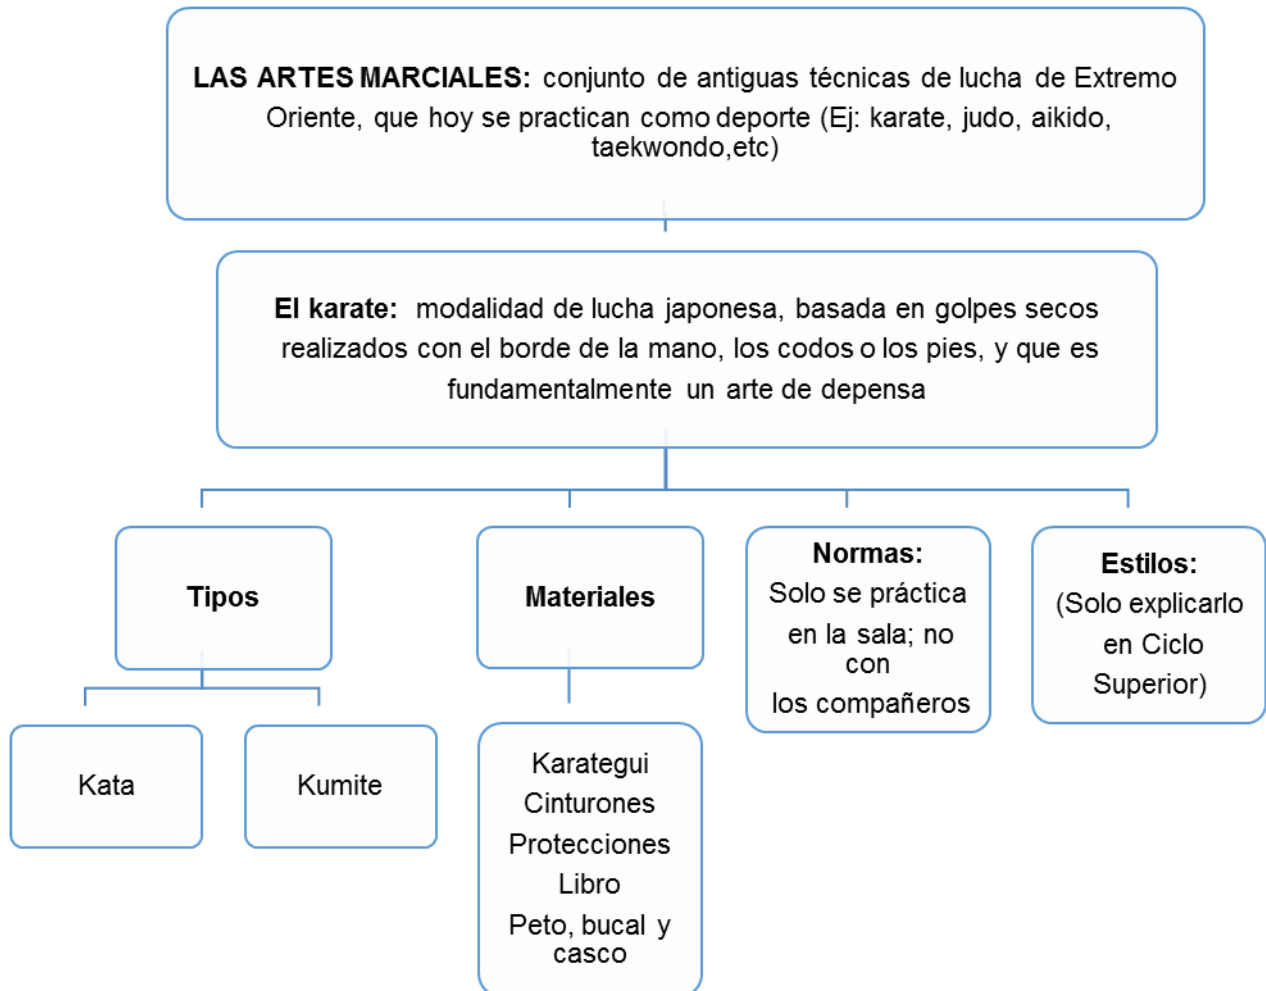 LAS ARTES MARCIALES: conjunto de antiguas técnicas de lucha de Extremo
Oriente, que hoy se practican como deporte (Ej: karate, judo, aikido,
taekwondo,etc)
El karate: modalidad de lucha japonesa, basada en golpes secos
realizados con el borde de la mano, los codos o los pies, y que es
fundamentalmente un arte de depensa
Tipos
Kata
Kumite
Materiales
Karategui
Cinturones
Protecciones
Libro
Peto, bucal y
casco
Normas:
Solo se práctica
en la sala; no
con
los compañeros
Estilos:
(Solo explicarlo
en Ciclo
Superior)